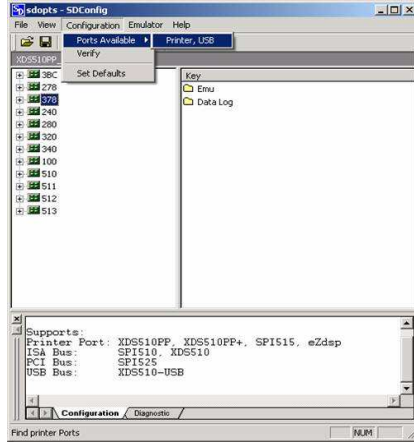 sdopts - SDConfig
File View Configuration Emulator Help
Ports Available Printer, USB
Verify
Set Defaults
XDS510PP
3BC
278
378
240
280
320
340
100
510
511
512
513
Key
Emu
Data Log
Supports:
Printer Port: XDS510PP, XDS510PP+, SPI515, eZdsp
ISA Bus: SPI510, XDS510
PCI Bus: SPI525
USB Bus: XDS510-USB
Configuration Diagnostic
Find printer Ports NUM